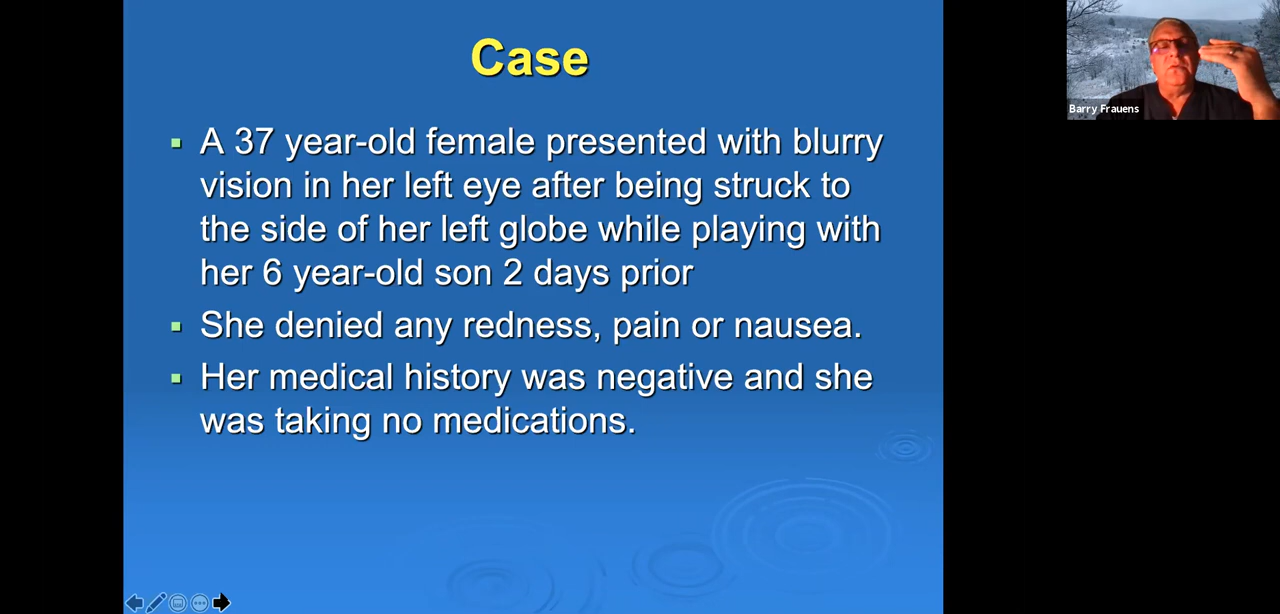 Case
A 37 year-old female presented with blurry
vision in her left eye after being struck to
the side of her left globe while playing with
her 6 year-old son 2 days prior
She denied any redness, pain or nausea.
Her medical history was negative and she
was taking no medications.
Barry Frauens